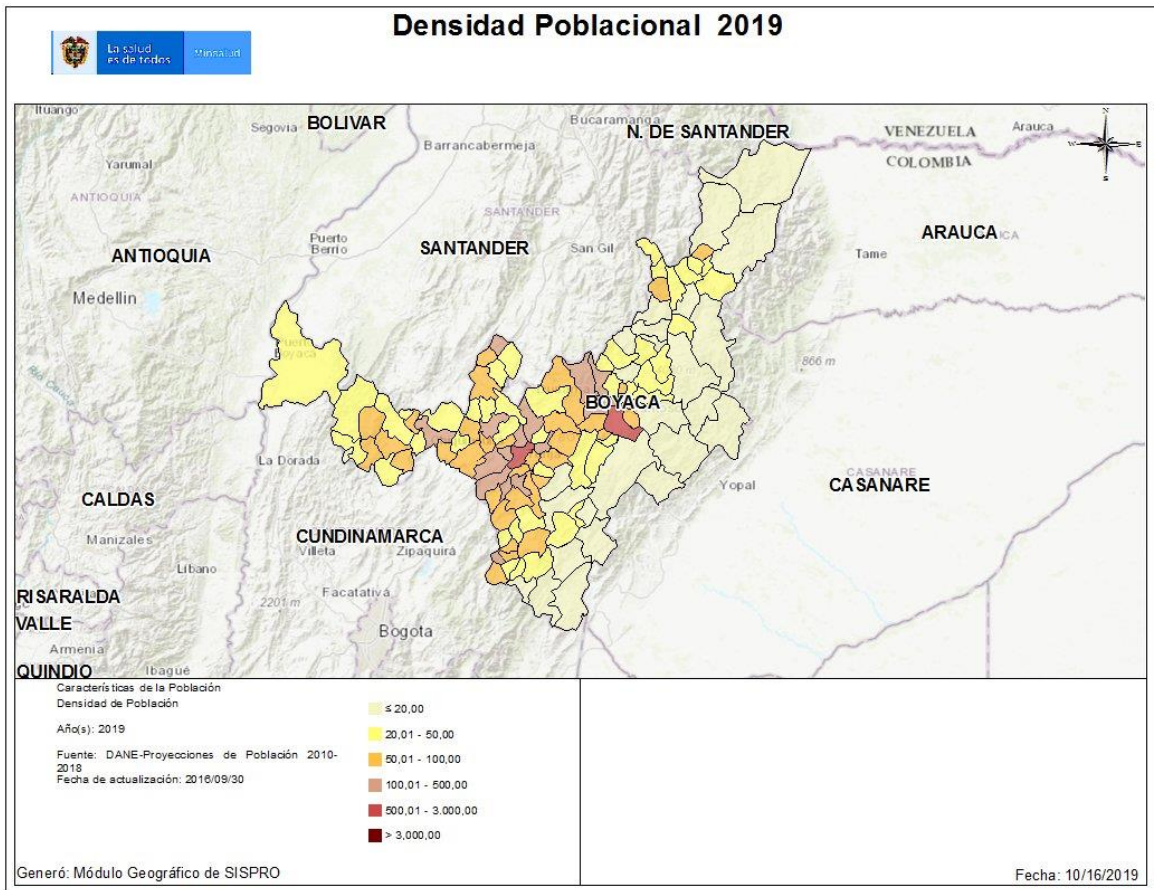 Densidad Poblacional 2019
La salud
es de todos
Minsalud
Ituango
Segovia
BOLIVAR
Bucaramanga
N. DE SANTANDER
VENEZUELA
Arauca
COLOMBIA
N
W
E
S
Yarumal
Barrancabermeja
ANTIOQUIA
SANTANDER
ANTIOQUIA
Puerto
Berrio
SANTANDER
San Gil
ARAUCA
Tame
Medellin
866 m
BOYACA
La Dorada
CASANARE
Yopal
CASANARE
CALDAS
Manizales
CUNDINAMARCA
Villeta
Zipaquirá
Líbano
RISARALDA
2201 m
Facatativá
VALLE
Bogota
Armenia
QUINDIO
Ibagué
Características de la Población
Densidad de Población
Año(s): 2019
Fuente: DANE-Proyecciones de Población 2010-
2018
Fecha de actualización: 2016/09/30
≤ 20,00
20,01 - 50,00
50,01 - 100,00
100,01 - 500,00
500,01 - 3.000,00
> 3,000,00
Generó: Módulo Geográfico de SISPRO
Fecha: 10/16/2019